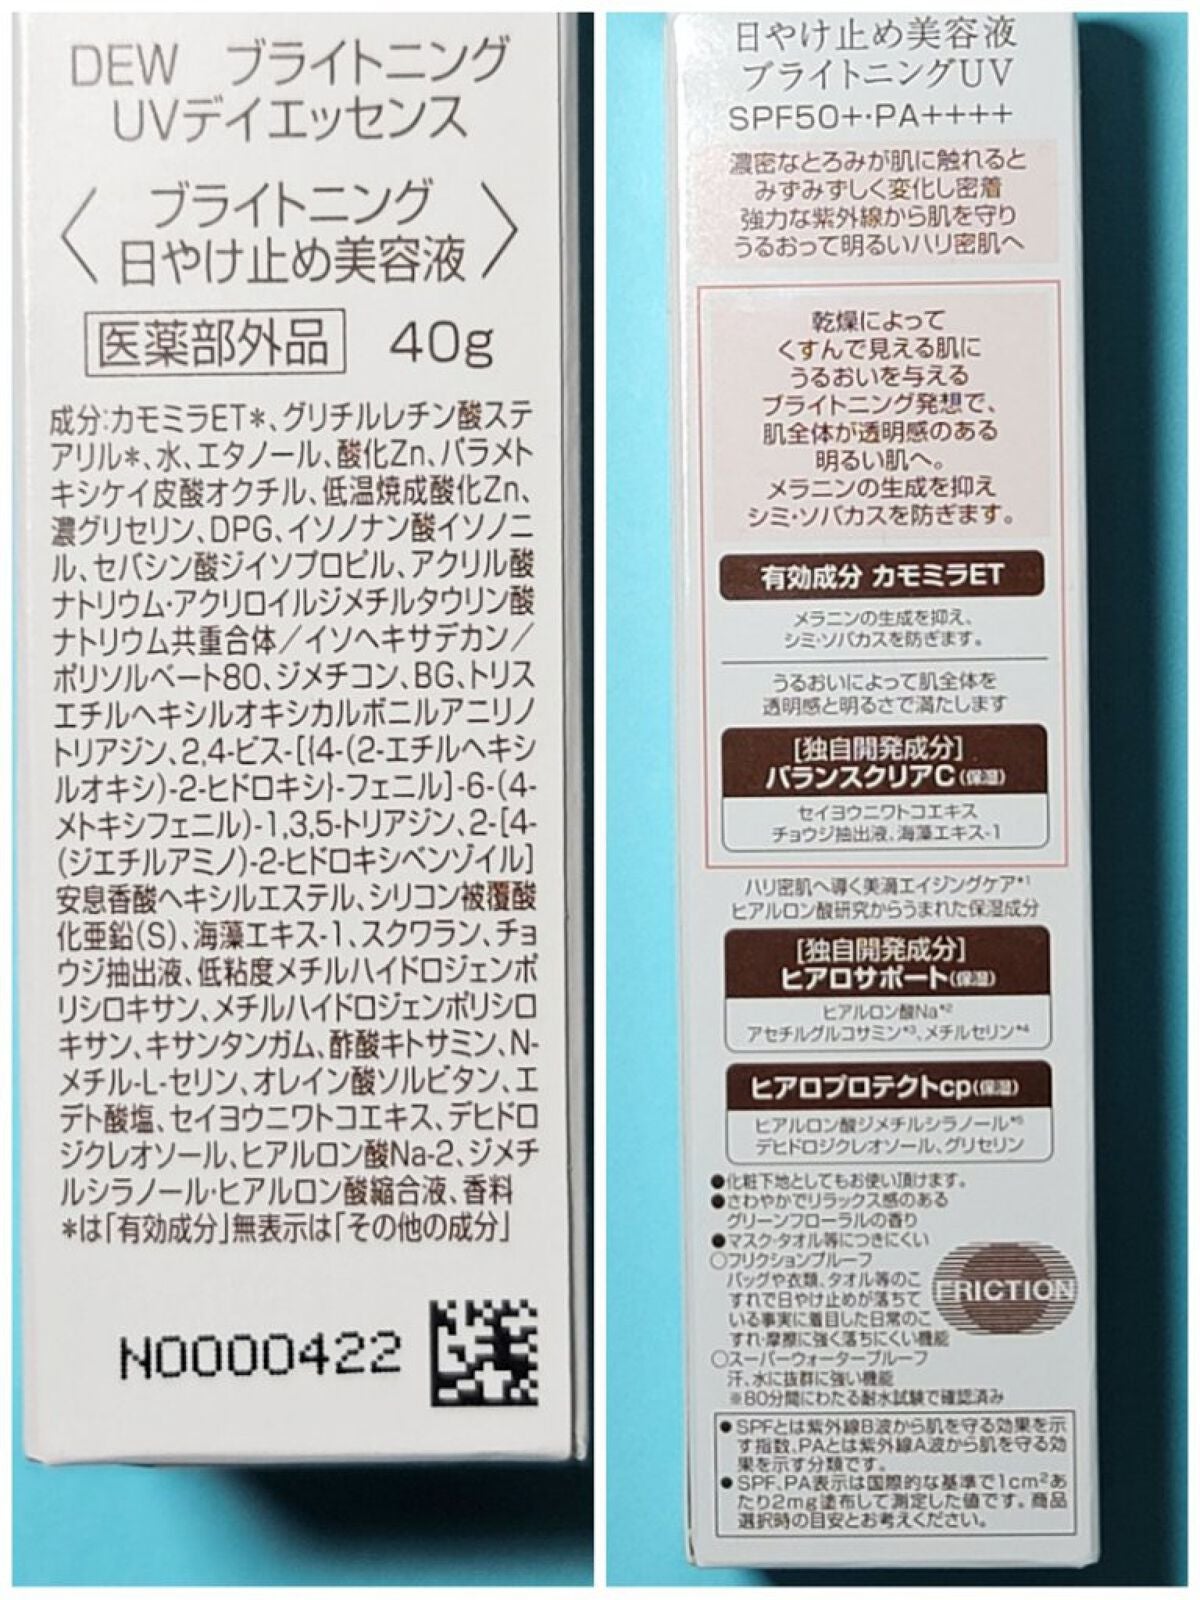 DEW ブライトニング
UVデイエッセンス
〈ブライトニング
日やけ止め美容液〉
医薬部外品 40g
成分:カモミラET*、グリチルレチン酸ステ
アリル*、水、エタノール、酸化Zn、パラメト
キシケイ皮酸オクチル、低温焼成酸化Zn、
濃グリセリン、DPG、イソノナン酸イソノニ
ル、セバシン酸ジイソプロピル、アクリル酸
ナトリウム・アクリロイルジメチルタウリン酸
ナトリウム共重合体/イソヘキサデカン/
ポリソルベート80、ジメチコン、BG、トリス
エチルヘキシルオキシカルボニルアニリノ
トリアジン、2,4-ビス-[{4-(2-エチルヘキシ
ルオキシ)-2-ヒドロキシ}-フェニル]-6-(4-
メトキシフェニル)-1,3,5-トリアジン、2-[4-
(ジエチルアミノ)-2-ヒドロキシベンゾイル]
安息香酸ヘキシルエステル、シリコン被覆酸
化亜鉛(S)、海藻エキス-1、スクワラン、チョ
ウジ抽出液、低粘度メチルハイドロジェンポ
リシロキサン、メチルハイドロジェンポリシロ
キサン、キサンタンガム、酢酸キトサミン、N-
メチル-L-セリン、オレイン酸ソルビタン、エ
デト酸塩、セイヨウニワトコエキス、デヒドロ
ジクレオソール、ヒアルロン酸Na-2、ジメチ
ルシラノール・ヒアルロン酸縮合液、香料
*は「有効成分」無表示は「その他の成分」
N0000422
日やけ止め美容液
ブライトニングUV
SPF50+・PA++++
濃密なとろみが肌に触れると
みずみずしく変化し密着
強力な紫外線から肌を守り
うるおって明るいハリ密肌へ
乾燥によって
くすんで見える肌に
うるおいを与える
ブライトニング発想で、
肌全体が透明感のある
明るい肌へ。
メラニンの生成を抑え
シミ・ソバカスを防ぎます。
有効成分 カモミラET
メラニンの生成を抑え、
シミ・ソバカスを防ぎます。
うるおいによって肌全体を
透明感と明るさで満たします
[独自開発成分]
バランスクリアC(保湿)
セイヨウニワトコエキス
チョウジ抽出液、海藻エキス-1
ハリ密肌へ導く美滴エイジングケア*1
ヒアルロン酸研究からうまれた保湿成分
[独自開発成分]
ヒアロサポート(保湿)
ヒアルロン酸Na*2
アセチルグルコサミン*3、メチルセリン*4
ヒアロプロテクトcp(保湿)
ヒアルロン酸ジメチルシラノール*5
デヒドロジクレオソール、グリセリン
●化粧下地としてもお使い頂けます。
●さわやかでリラックス感のある
グリーンフローラルの香り
●マスク・タオル等につきにくい
○フリクションプルーフ
バッグや衣類、タオル等のこ
すれで日やけ止めが落ちて
いる事実に着目した日常のこ
すれ・摩擦に強く落ちにくい機能
FRICTION
○スーパーウォータープルーフ
汗、水に抜群に強い機能
※80分間にわたる耐水試験で確認済み
●SPFとは紫外線B波から肌を守る効果を示
す指数、PAとは紫外線A波から肌を守る効
果を示す分類です。
●SPF、PA表示は国際的な基準で1cm²あ
たり2mg塗布して測定した値です。商品
選択時の目安とお考えください。